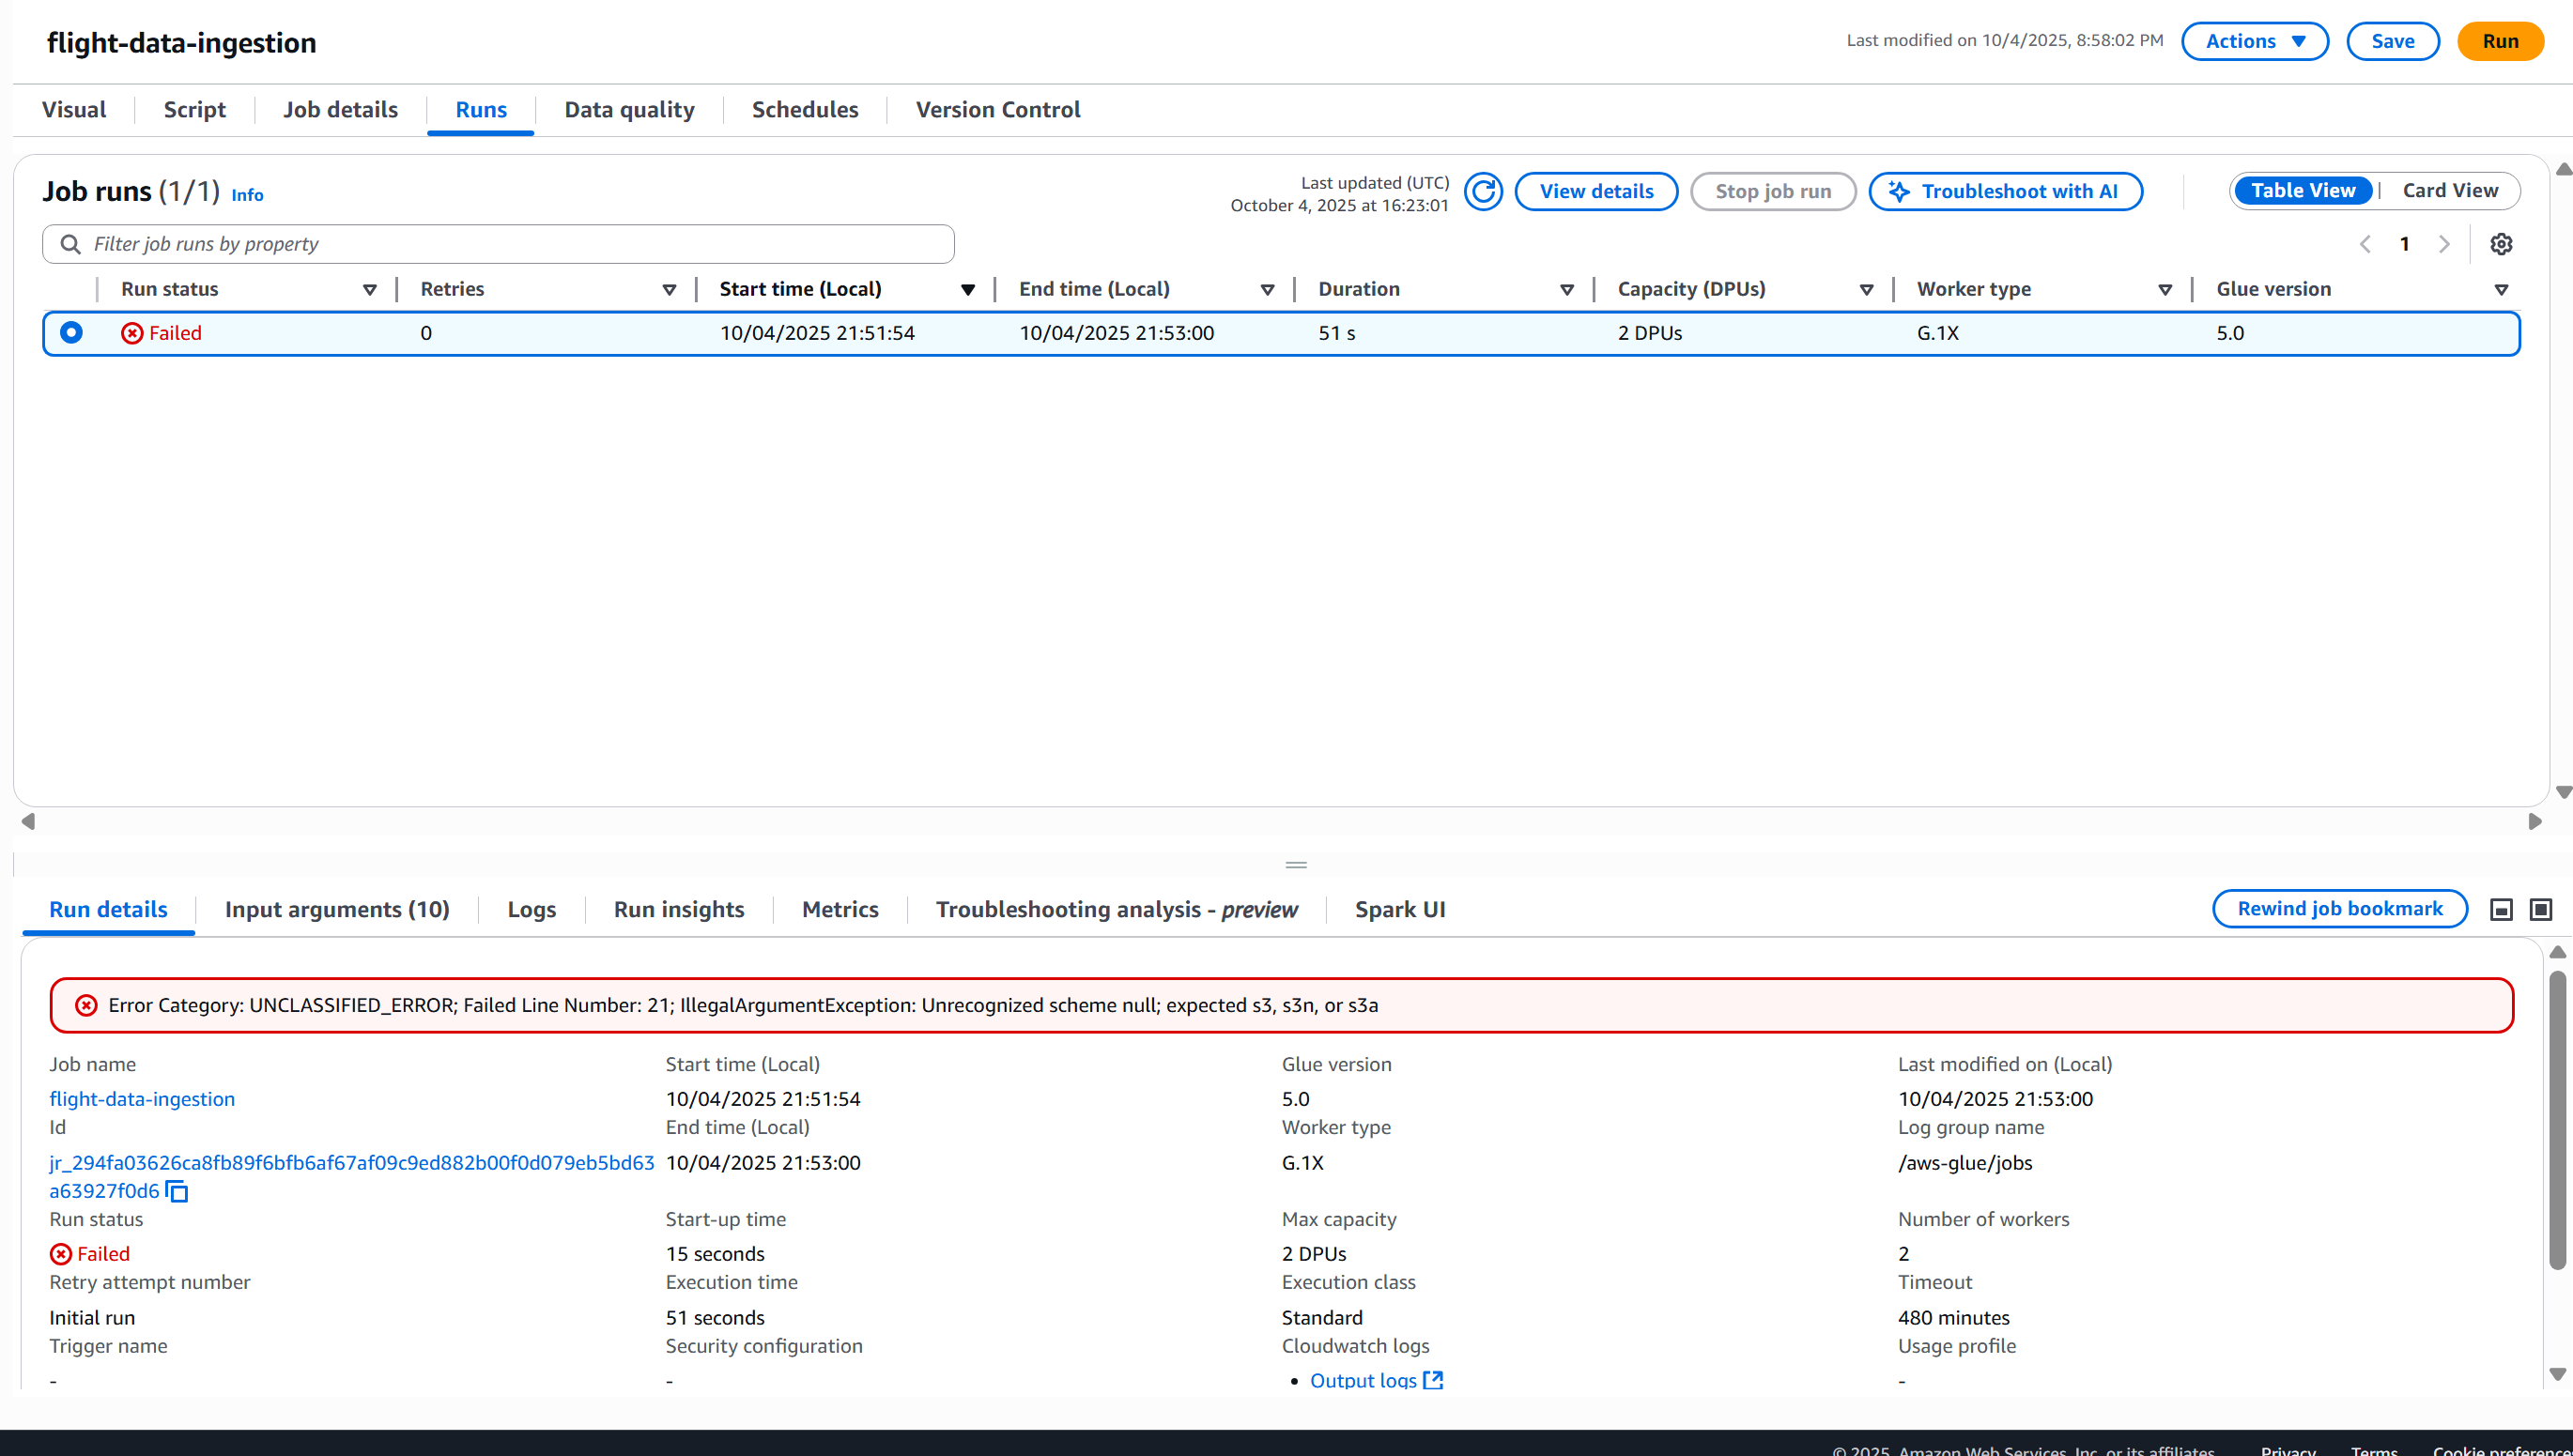 flight-data-ingestion
Last modified on 10/4/2025, 8:58:02 PM
Actions
Save
Run
Visual
Script
Job details
Runs
Data quality
Schedules
Version Control
Job runs (1/1) Info
Last updated (UTC)
October 4, 2025 at 16:23:01
View details
Stop job run
Troubleshoot with AI
Table View
Card View
Filter job runs by property
1
Run status
Retries
Start time (Local)
End time (Local)
Duration
Capacity (DPUs)
Worker type
Glue version
Failed
0
10/04/2025 21:51:54
10/04/2025 21:53:00
51 s
2 DPUs
G.1X
5.0
Run details
Input arguments (10)
Logs
Run insights
Metrics
Troubleshooting analysis - preview
Spark UI
Rewind job bookmark
Error Category: UNCLASSIFIED_ERROR; Failed Line Number: 21; IllegalArgumentException: Unrecognized scheme null; expected s3, s3n, or s3a
Job name
Start time (Local)
Glue version
Last modified on (Local)
flight-data-ingestion
10/04/2025 21:51:54
5.0
10/04/2025 21:53:00
Id
End time (Local)
Worker type
Log group name
jr_294fa03626ca8fb89f6bfb6af67af09c9ed882b00f0d079eb5bd63
a63927f0d6
10/04/2025 21:53:00
G.1X
/aws-glue/jobs
Run status
Start-up time
Max capacity
Number of workers
Failed
15 seconds
2 DPUs
2
Retry attempt number
Execution time
Execution class
Timeout
Initial run
51 seconds
Standard
480 minutes
Trigger name
Security configuration
Cloudwatch logs
Usage profile
-
-
• Output logs
-
© 2025, Amazon Web Services, Inc. or its affiliates.
Privacy
Terms
Cookie preference